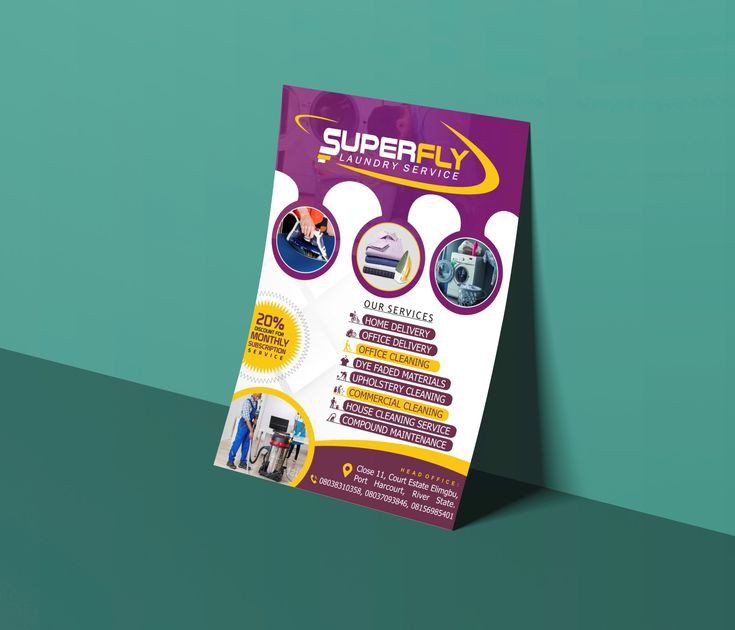 SUPERFLY
LAUNDRY SERVICE
OUR SERVICES
HOME DELIVERY
OFFICE DELIVERY
OFFICE CLEANING
DYE FADED MATERIALS
UPHOLSTERY CLEANING
COMMERCIAL CLEANING
HOUSE CLEANING SERVICE
COMPOUND MAINTENANCE
20%
DISCOUNT FOR
MONTHLY
SUBSCRIPTION
SERVICE
HEAD OFFICE:
Close 11, Court Estate Elimgbu,
Port Harcourt, River State.
08038310358, 08037093846, 08156985401